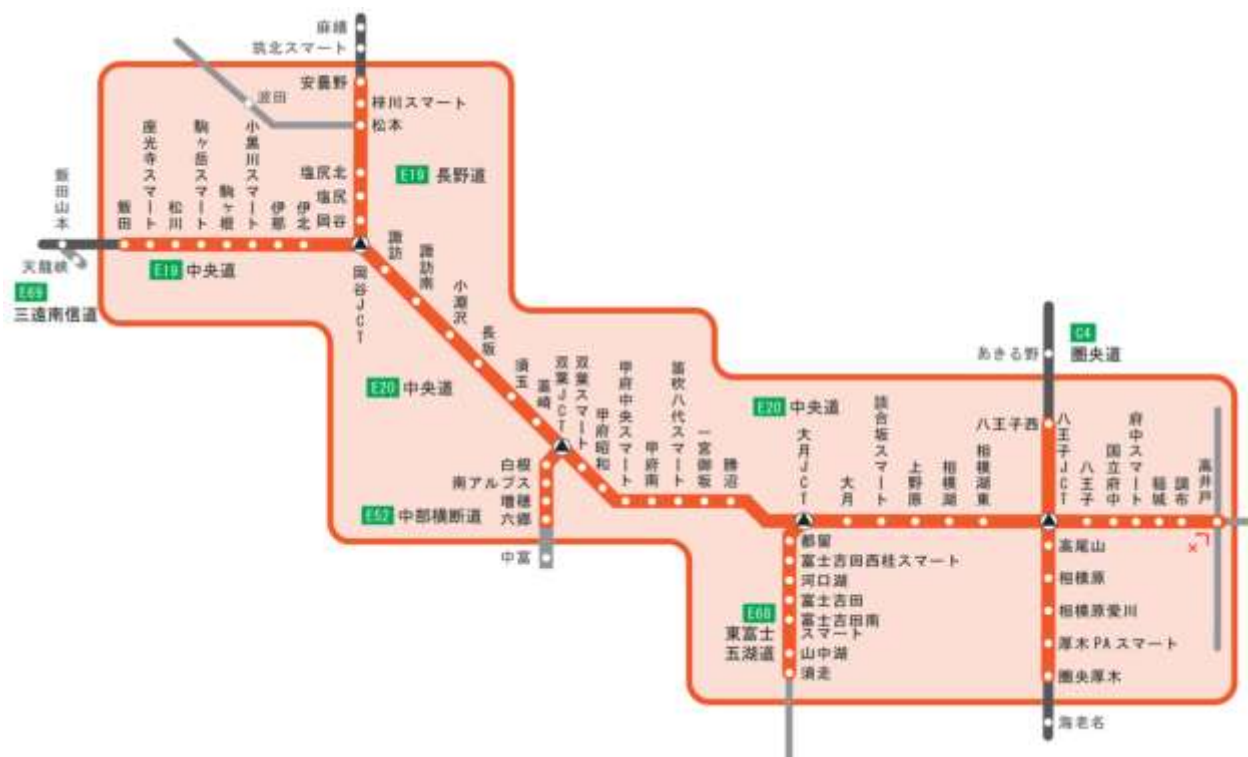 麻績
筑北スマート
安曇野
梓川スマート
松本
波田
塩尻北
塩尻
岡谷
E19 長野道
飯田山本
天龍峡
E69
三遠南信道
飯田
座光寺スマート
松川
駒ヶ岳スマート
駒ヶ根
小黒川スマート
伊那
伊北
E19 中央道
岡谷JCT
諏訪
諏訪南
小淵沢
長坂
須玉
韮崎
双葉JCT
双葉スマート
甲府昭和
甲府中央スマート
甲府南
笛吹八代スマート
一宮御坂
勝沼
E20 中央道
白根
南アルプス
増穂
六郷
E52 中部横断道
中富
E20 中央道
大月JCT
大月
談合坂スマート
上野原
相模湖
相模湖東
都留
富士吉田西桂スマート
河口湖
富士吉田
富士吉田南
スマート
山中湖
須走
E68
東富士
五湖道
C4
圏央道
あきる野
八王子西
八王子JCT
八王子
国立府中
府中スマート
稲城
調布
高井戸
高尾山
相模原
相模原愛川
厚木PAスマート
圏央厚木
海老名